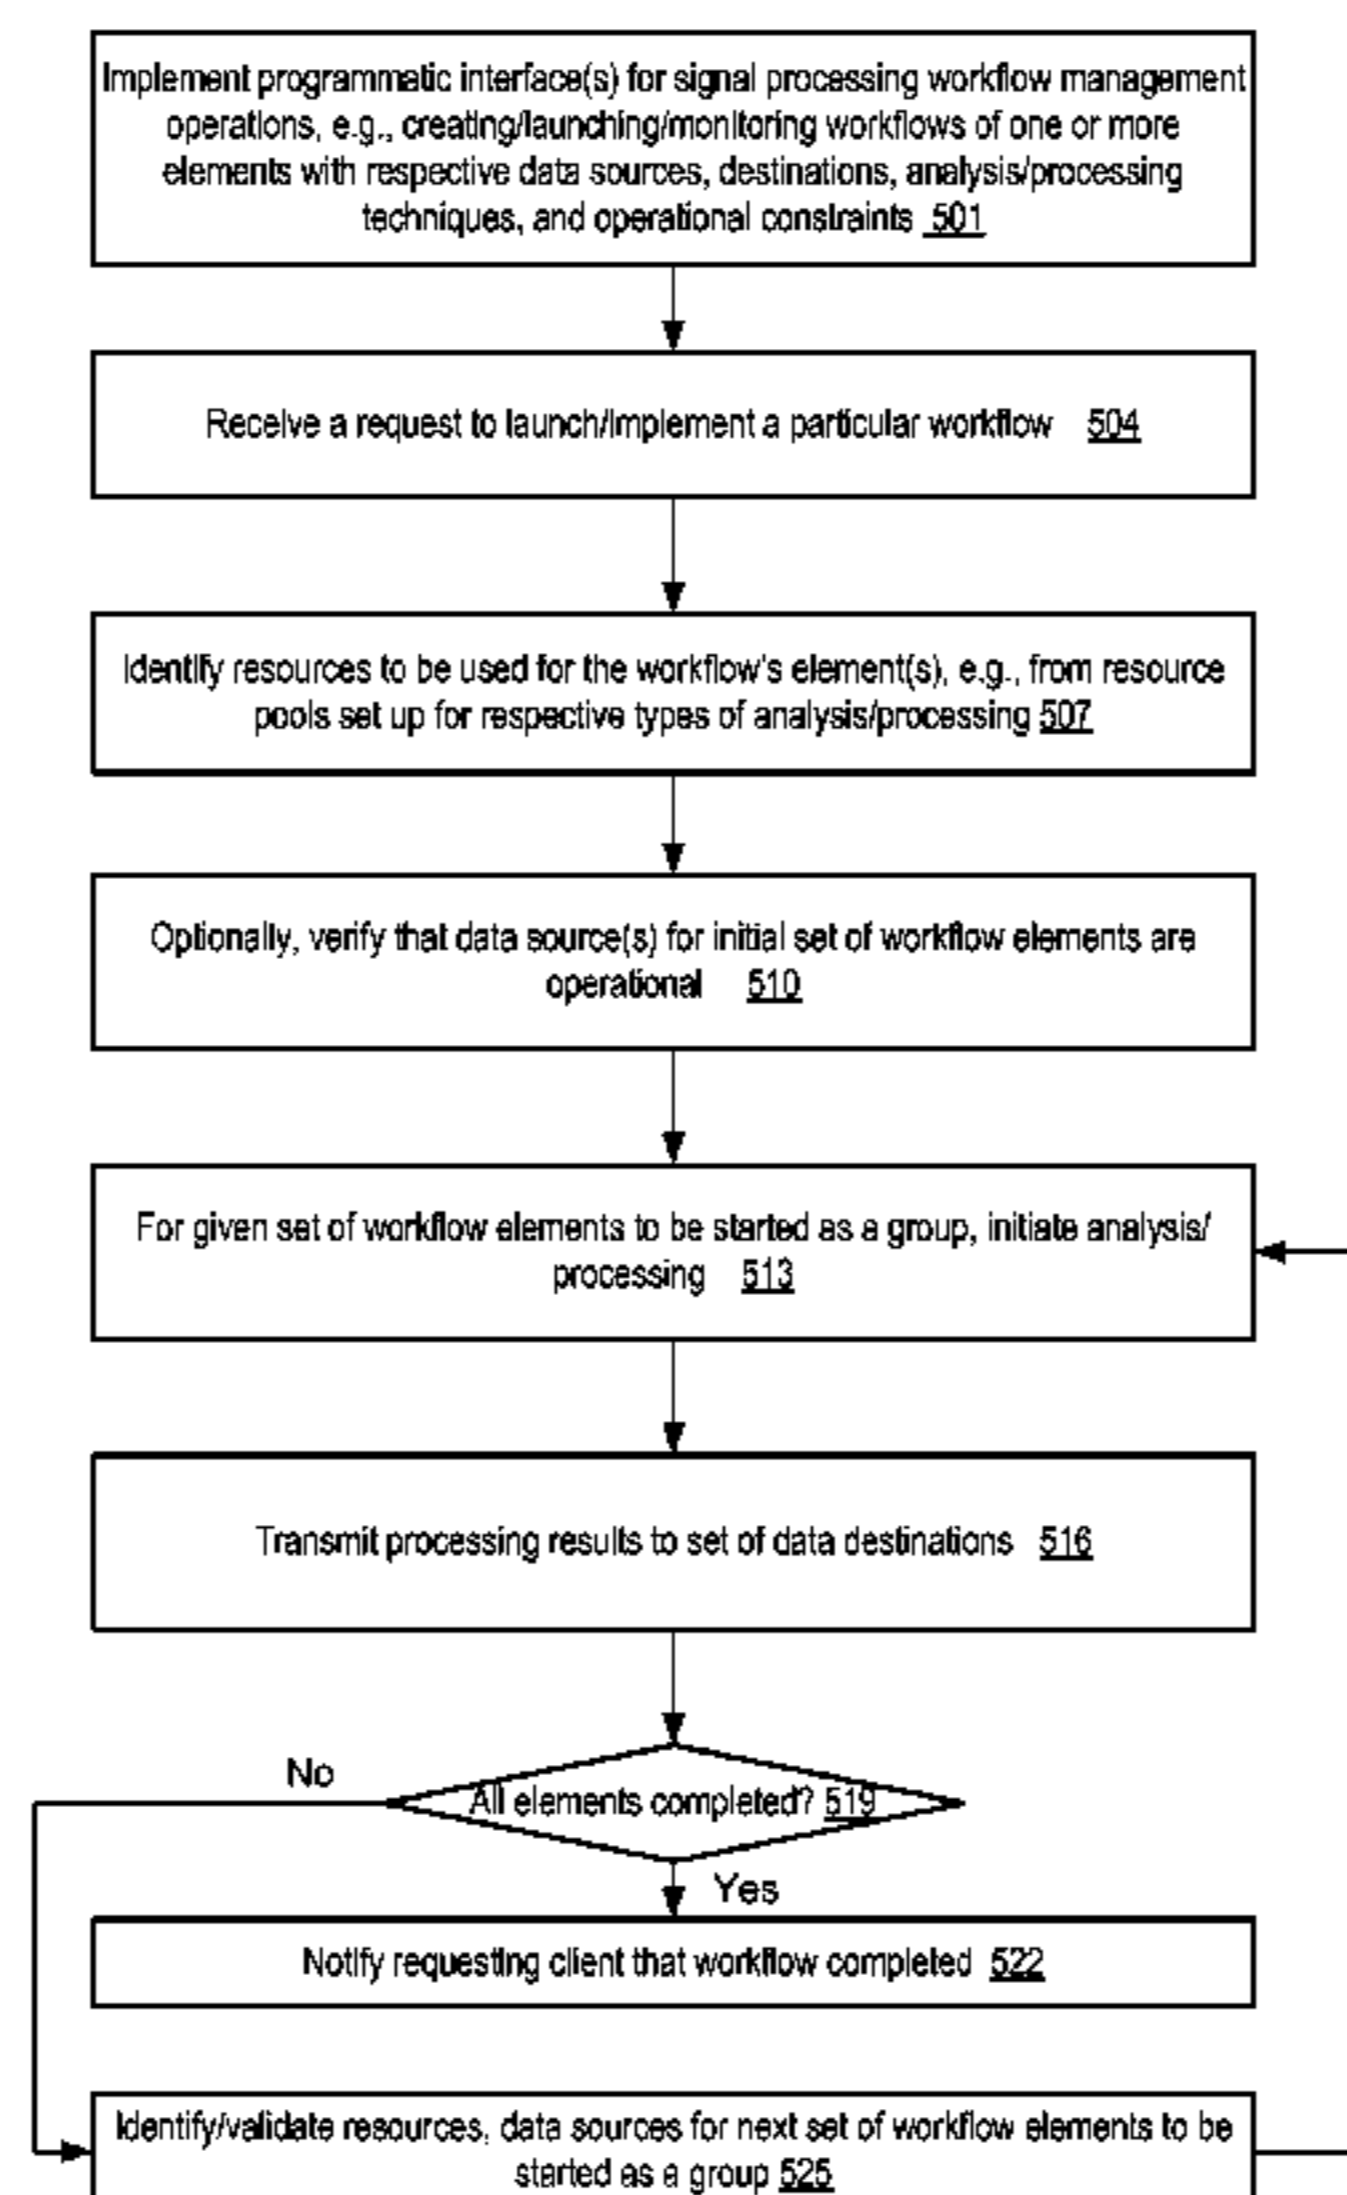 Implement programmatic interface(s) for signal processing workflow management
operations, e.g., creating/launching/monitoring workflows of one or more
elements with respective data sources, destinations, analysis/processing
techniques, and operational constraints 501
Receive a request to launch/implement a particular workflow 504
Identify resources to be used for the workflow's element(s), e.g., from resource
pools set up for respective types of analysis/processing 507
Optionally, verify that data source(s) for initial set of workflow elements are
operational 510
For given set of workflow elements to be started as a group, initiate analysis/
processing 513
Transmit processing results to set of data destinations 516
No
All elements completed? 519
Yes
Notify requesting client that workflow completed 522
Identify/validate resources, data sources for next set of workflow elements to be
started as a group 525